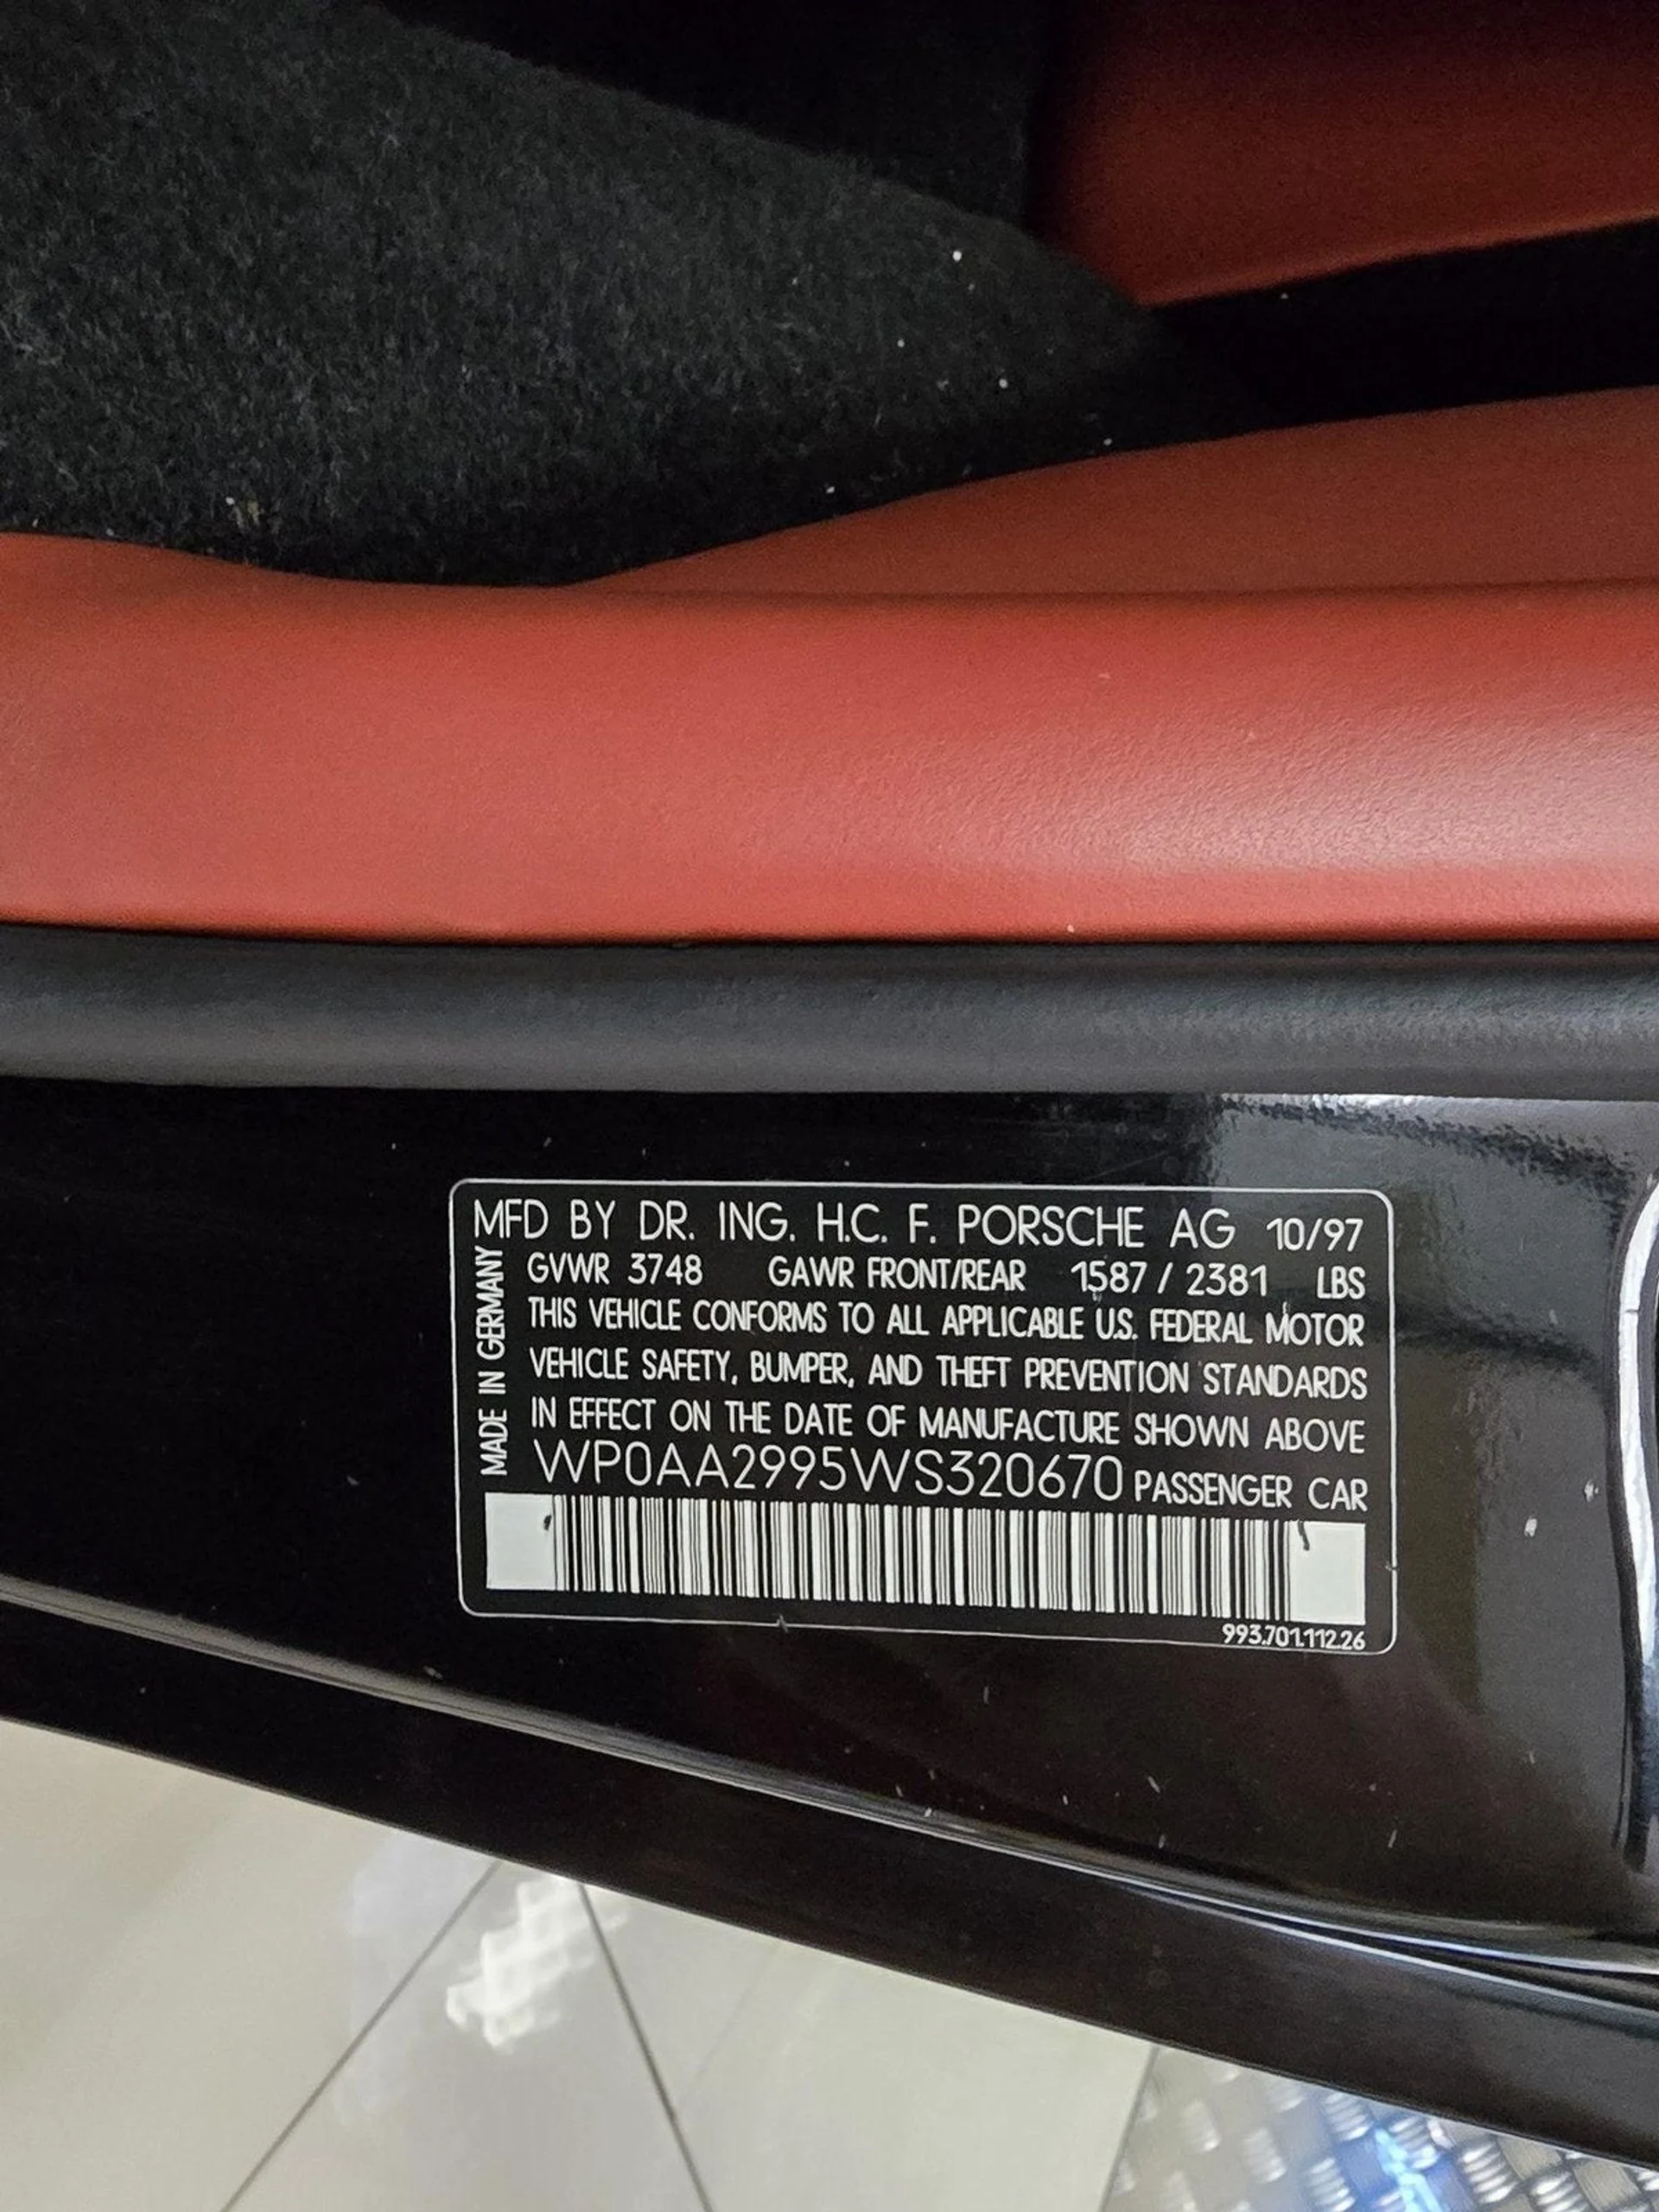 MFD BY DR. ING. H.C. F. PORSCHE AG 10/97
MADE IN GERMANY
GVWR 3748 GAWR FRONT/REAR 1587 / 2381 LBS
THIS VEHICLE CONFORMS TO ALL APPLICABLE U.S. FEDERAL MOTOR
VEHICLE SAFETY, BUMPER, AND THEFT PREVENTION STANDARDS
IN EFFECT ON THE DATE OF MANUFACTURE SHOWN ABOVE
WP0AA2995WS320670 PASSENGER CAR
993.701.112.26